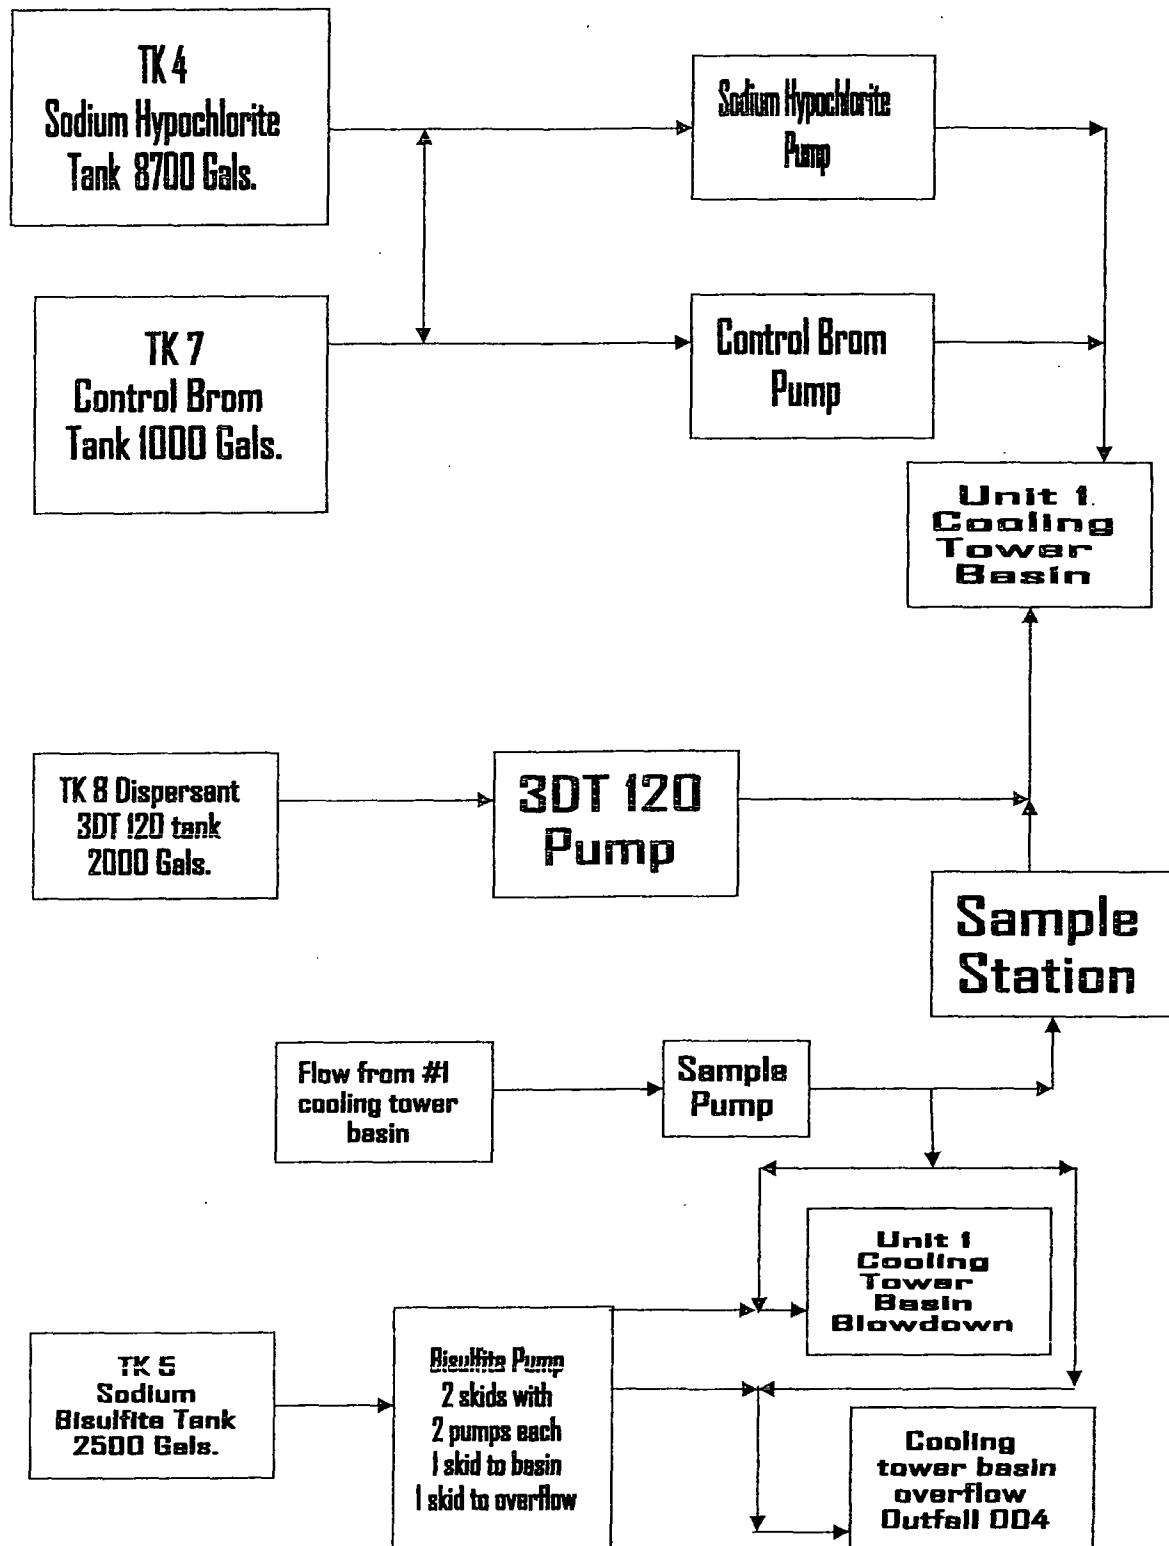 TK 4
Sodium Hypochlorite
Tank 8700 Gals.
Sodium Hypochlorite
Pump
TK 7
Control Brom
Tank 1000 Gals.
Control Brom
Pump
Unit 1
Cooling
Tower
Basin
TK 8 Dispersant
3DT 120 tank
2000 Gals.
3DT 120
Pump
Sample
Station
Flow from #1
cooling tower
basin
Sample
Pump
Unit 1
Cooling
Tower
Basin
Blowdown
TK 5
Sodium
Bisulfite Tank
2500 Gals.
Bisulfite Pump
2 skids with
2 pumps each
1 skid to basin
1 skid to overflow
Cooling
tower basin
overflow
Outfall 004